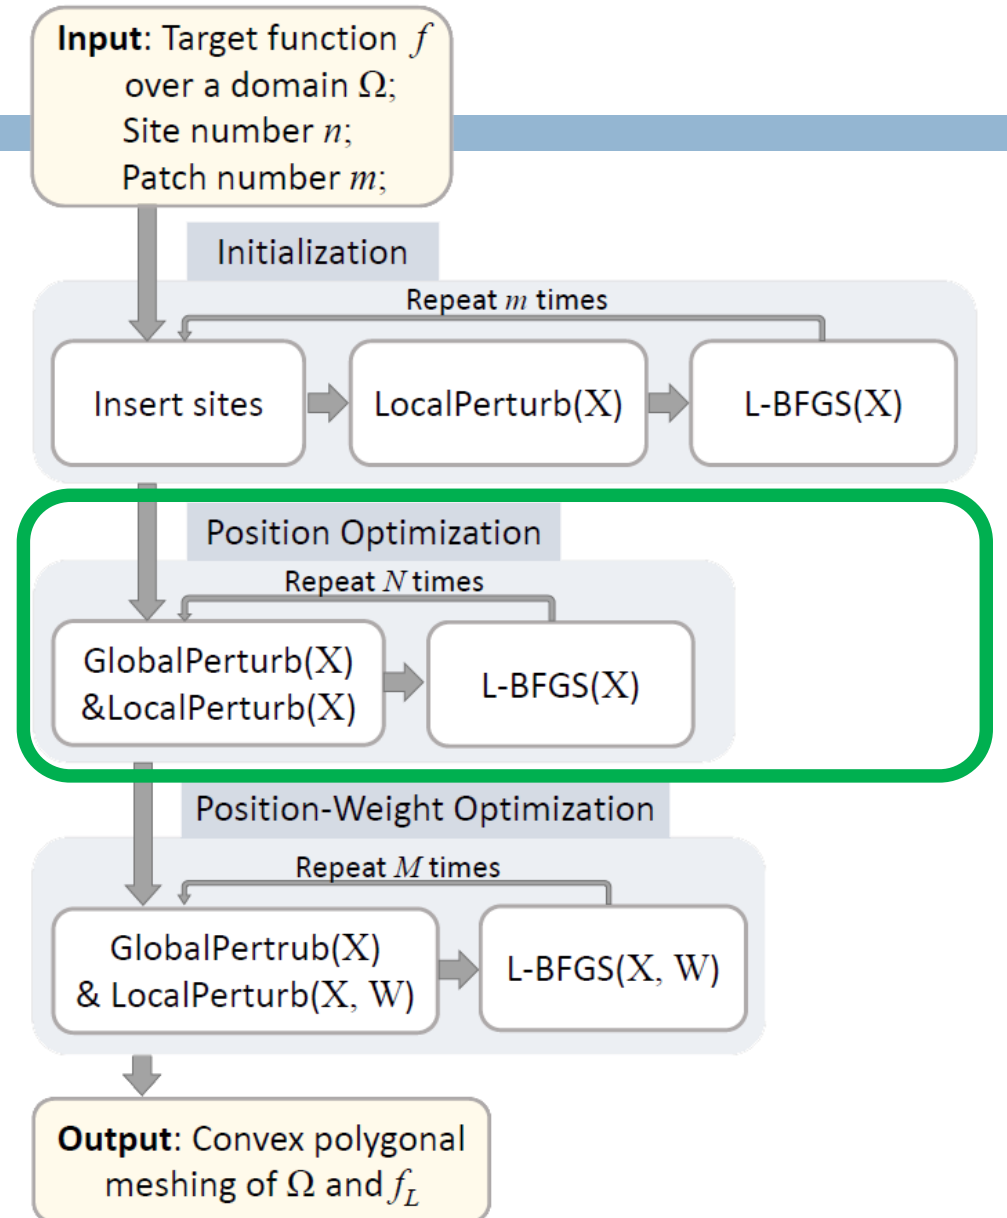 Input: Target function f
over a domain Ω;
Site number n;
Patch number m;
Initialization
Repeat m times
Insert sites
LocalPerturb(X)
L-BFGS(X)
Position Optimization
Repeat N times
GlobalPerturb(X)
&LocalPerturb(X)
L-BFGS(X)
Position-Weight Optimization
Repeat M times
GlobalPertrub(X)
& LocalPerturb(X, W)
L-BFGS(X, W)
Output: Convex polygonal
meshing of Ω and f_L